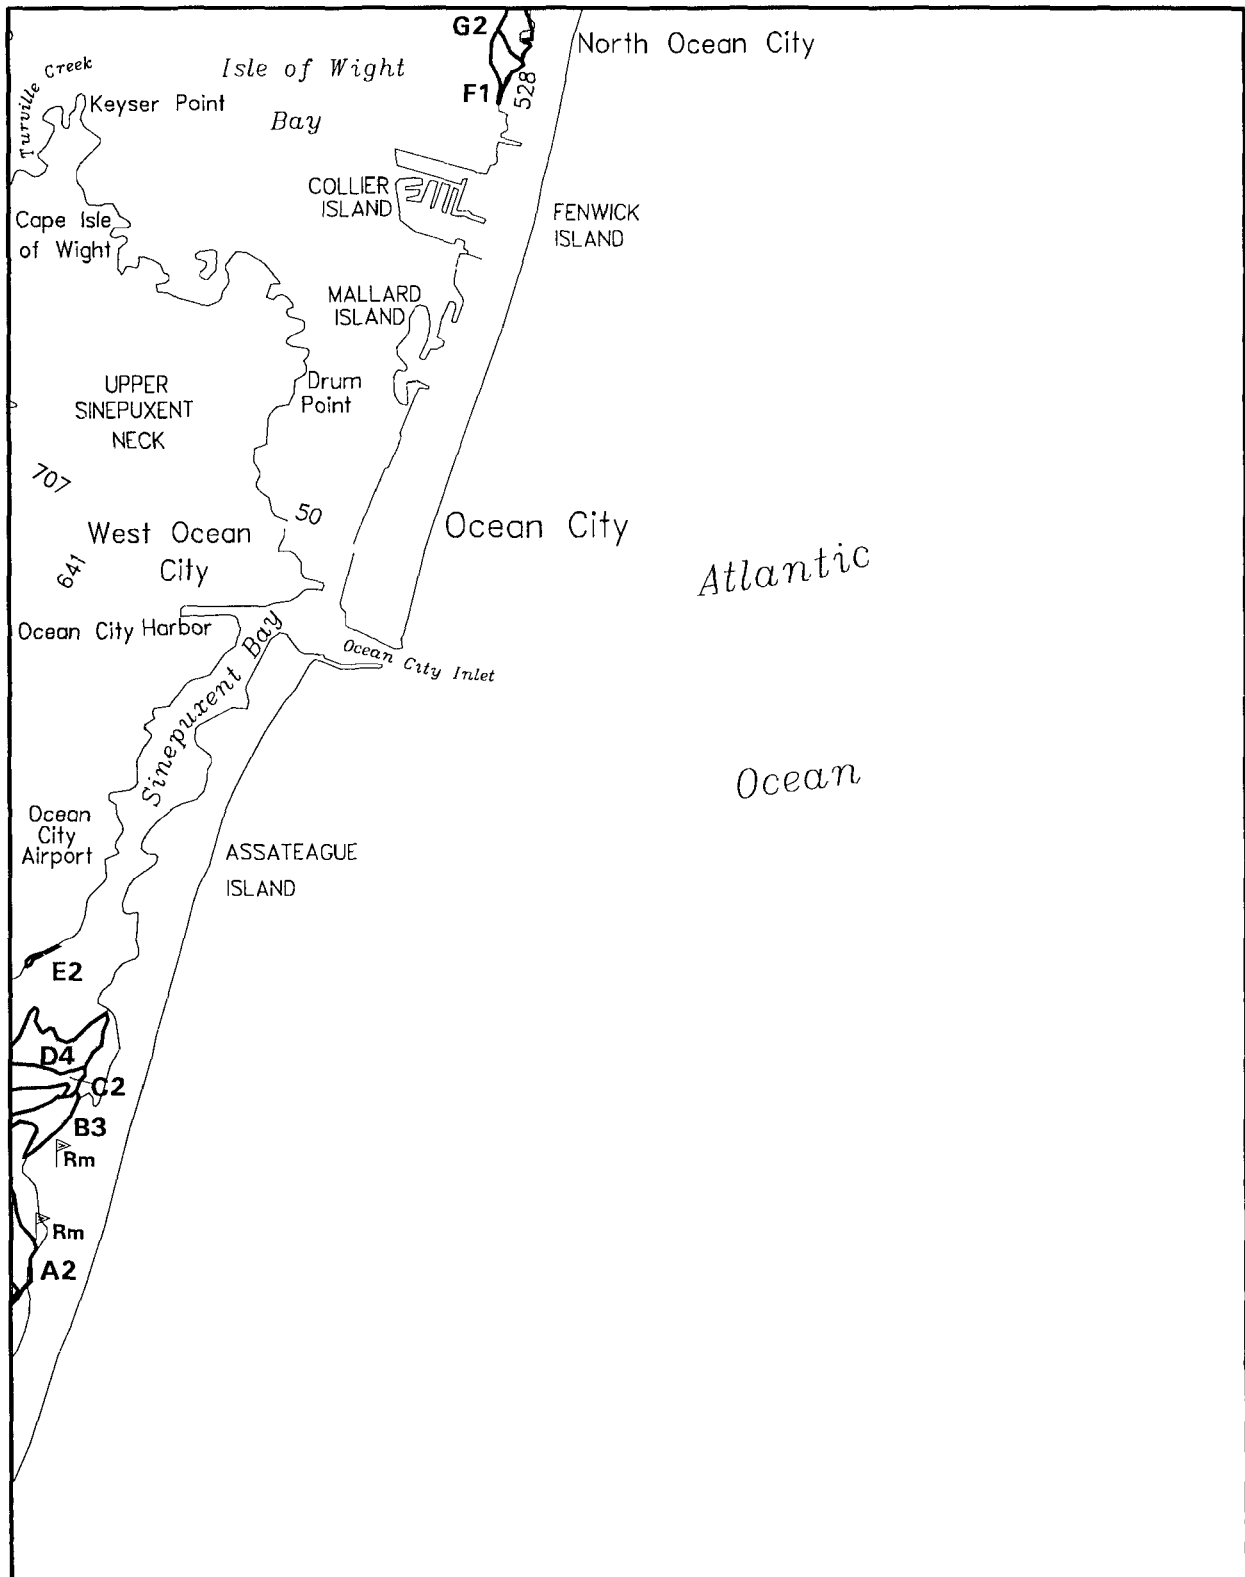 G2
North Ocean City
Isle of Wight
Bay
Turville Creek
Keyser Point
F1
528
COLLIER
ISLAND
FENWICK
ISLAND
Cape Isle
of Wight
MALLARD
ISLAND
UPPER
SINEPUXENT
NECK
Drum
Point
707
50
West Ocean
City
Ocean City
641
Atlantic
Ocean City Harbor
Ocean City Inlet
Sinepuxent Bay
Ocean
Ocean
City
Airport
ASSATEAGUE
ISLAND
E2
D4
C2
B3
Rm
Rm
A2